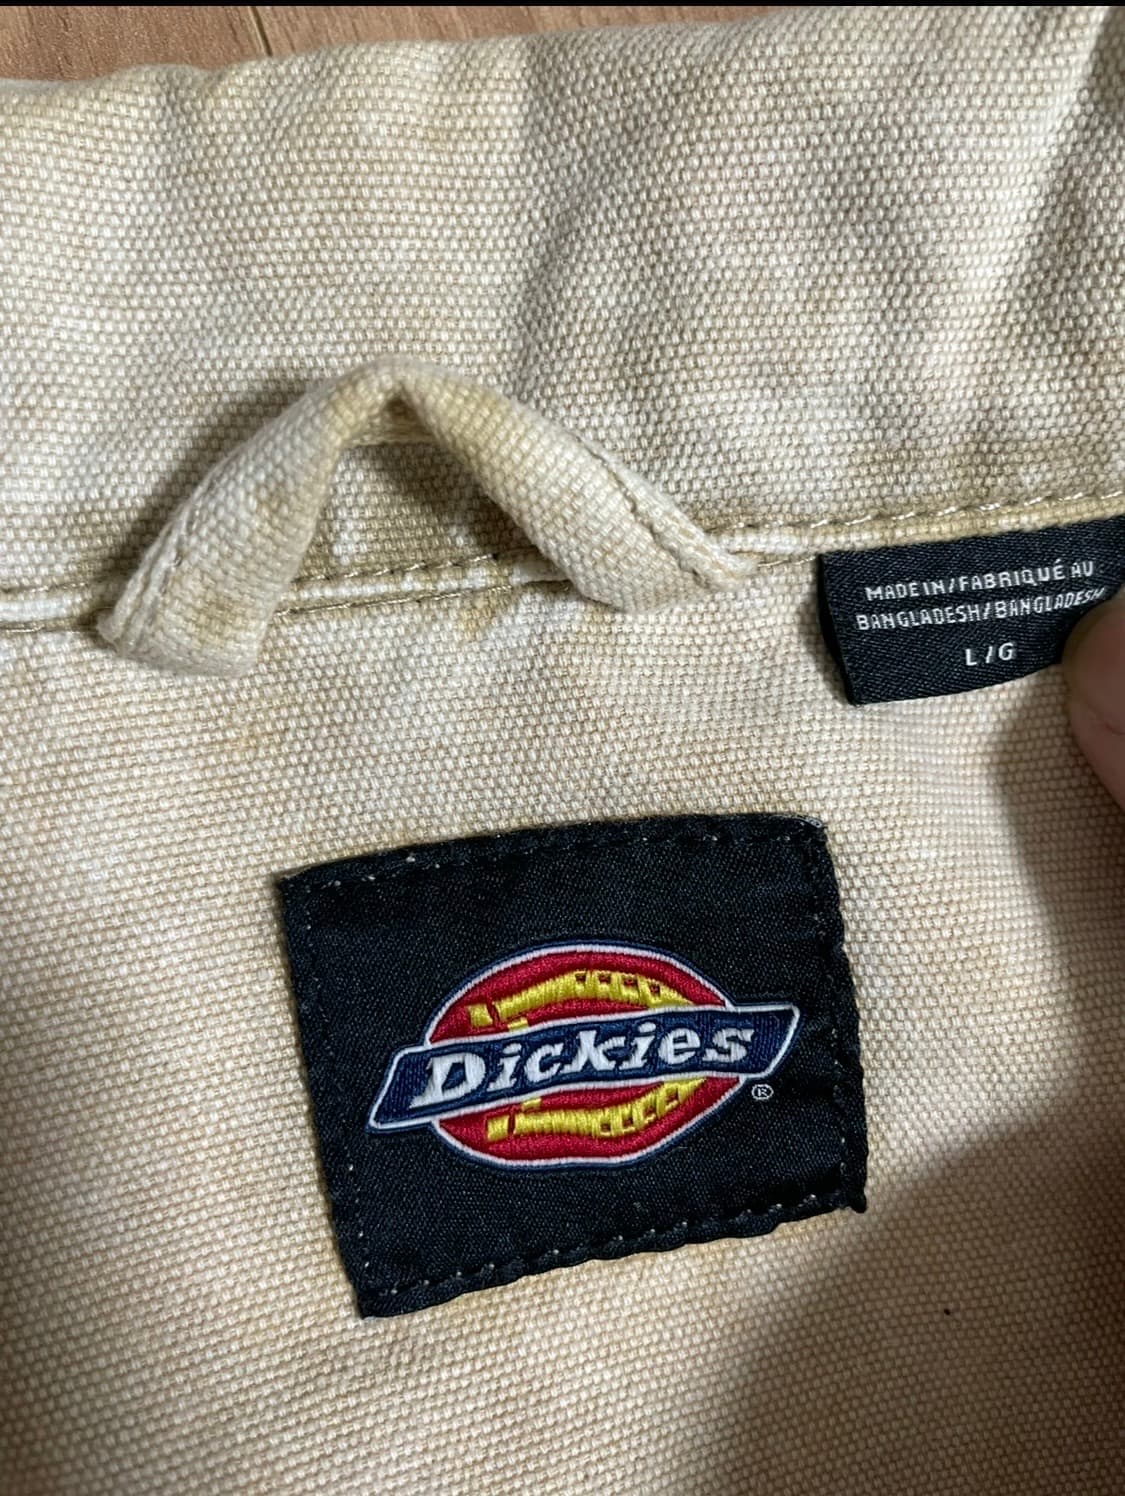 MADE IN/FABRIQUÉ AU
BANGLADESH/BANGLADESH
L/G
Dickies
®